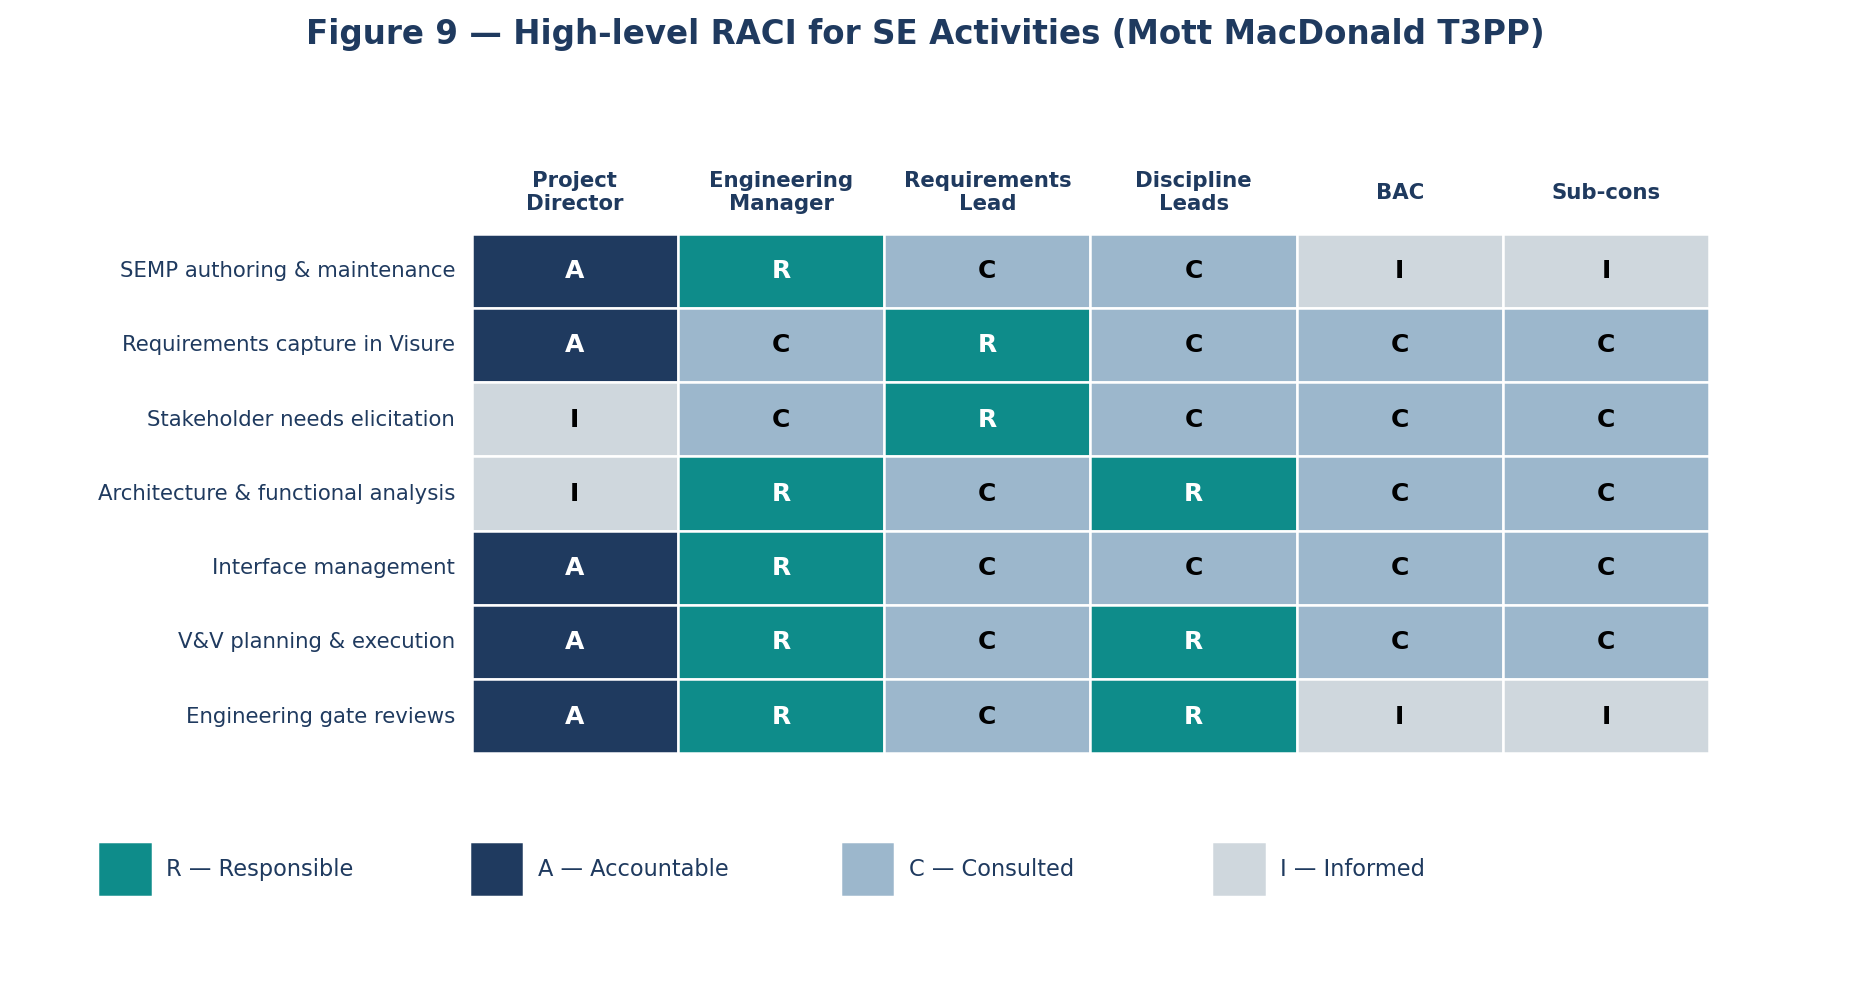 Figure 9 — High-level RACI for SE Activities (Mott MacDonald T3PP)
Project Director
Engineering Manager
Requirements Lead
Discipline Leads
BAC
Sub-cons
SEMP authoring & maintenance A R C C I I
Requirements capture in Visure A C R C C C
Stakeholder needs elicitation I C R C C C
Architecture & functional analysis I R C R C C
Interface management A R C C C C
V&V planning & execution A R C R C C
Engineering gate reviews A R C R I I
R — Responsible
A — Accountable
C — Consulted
I — Informed